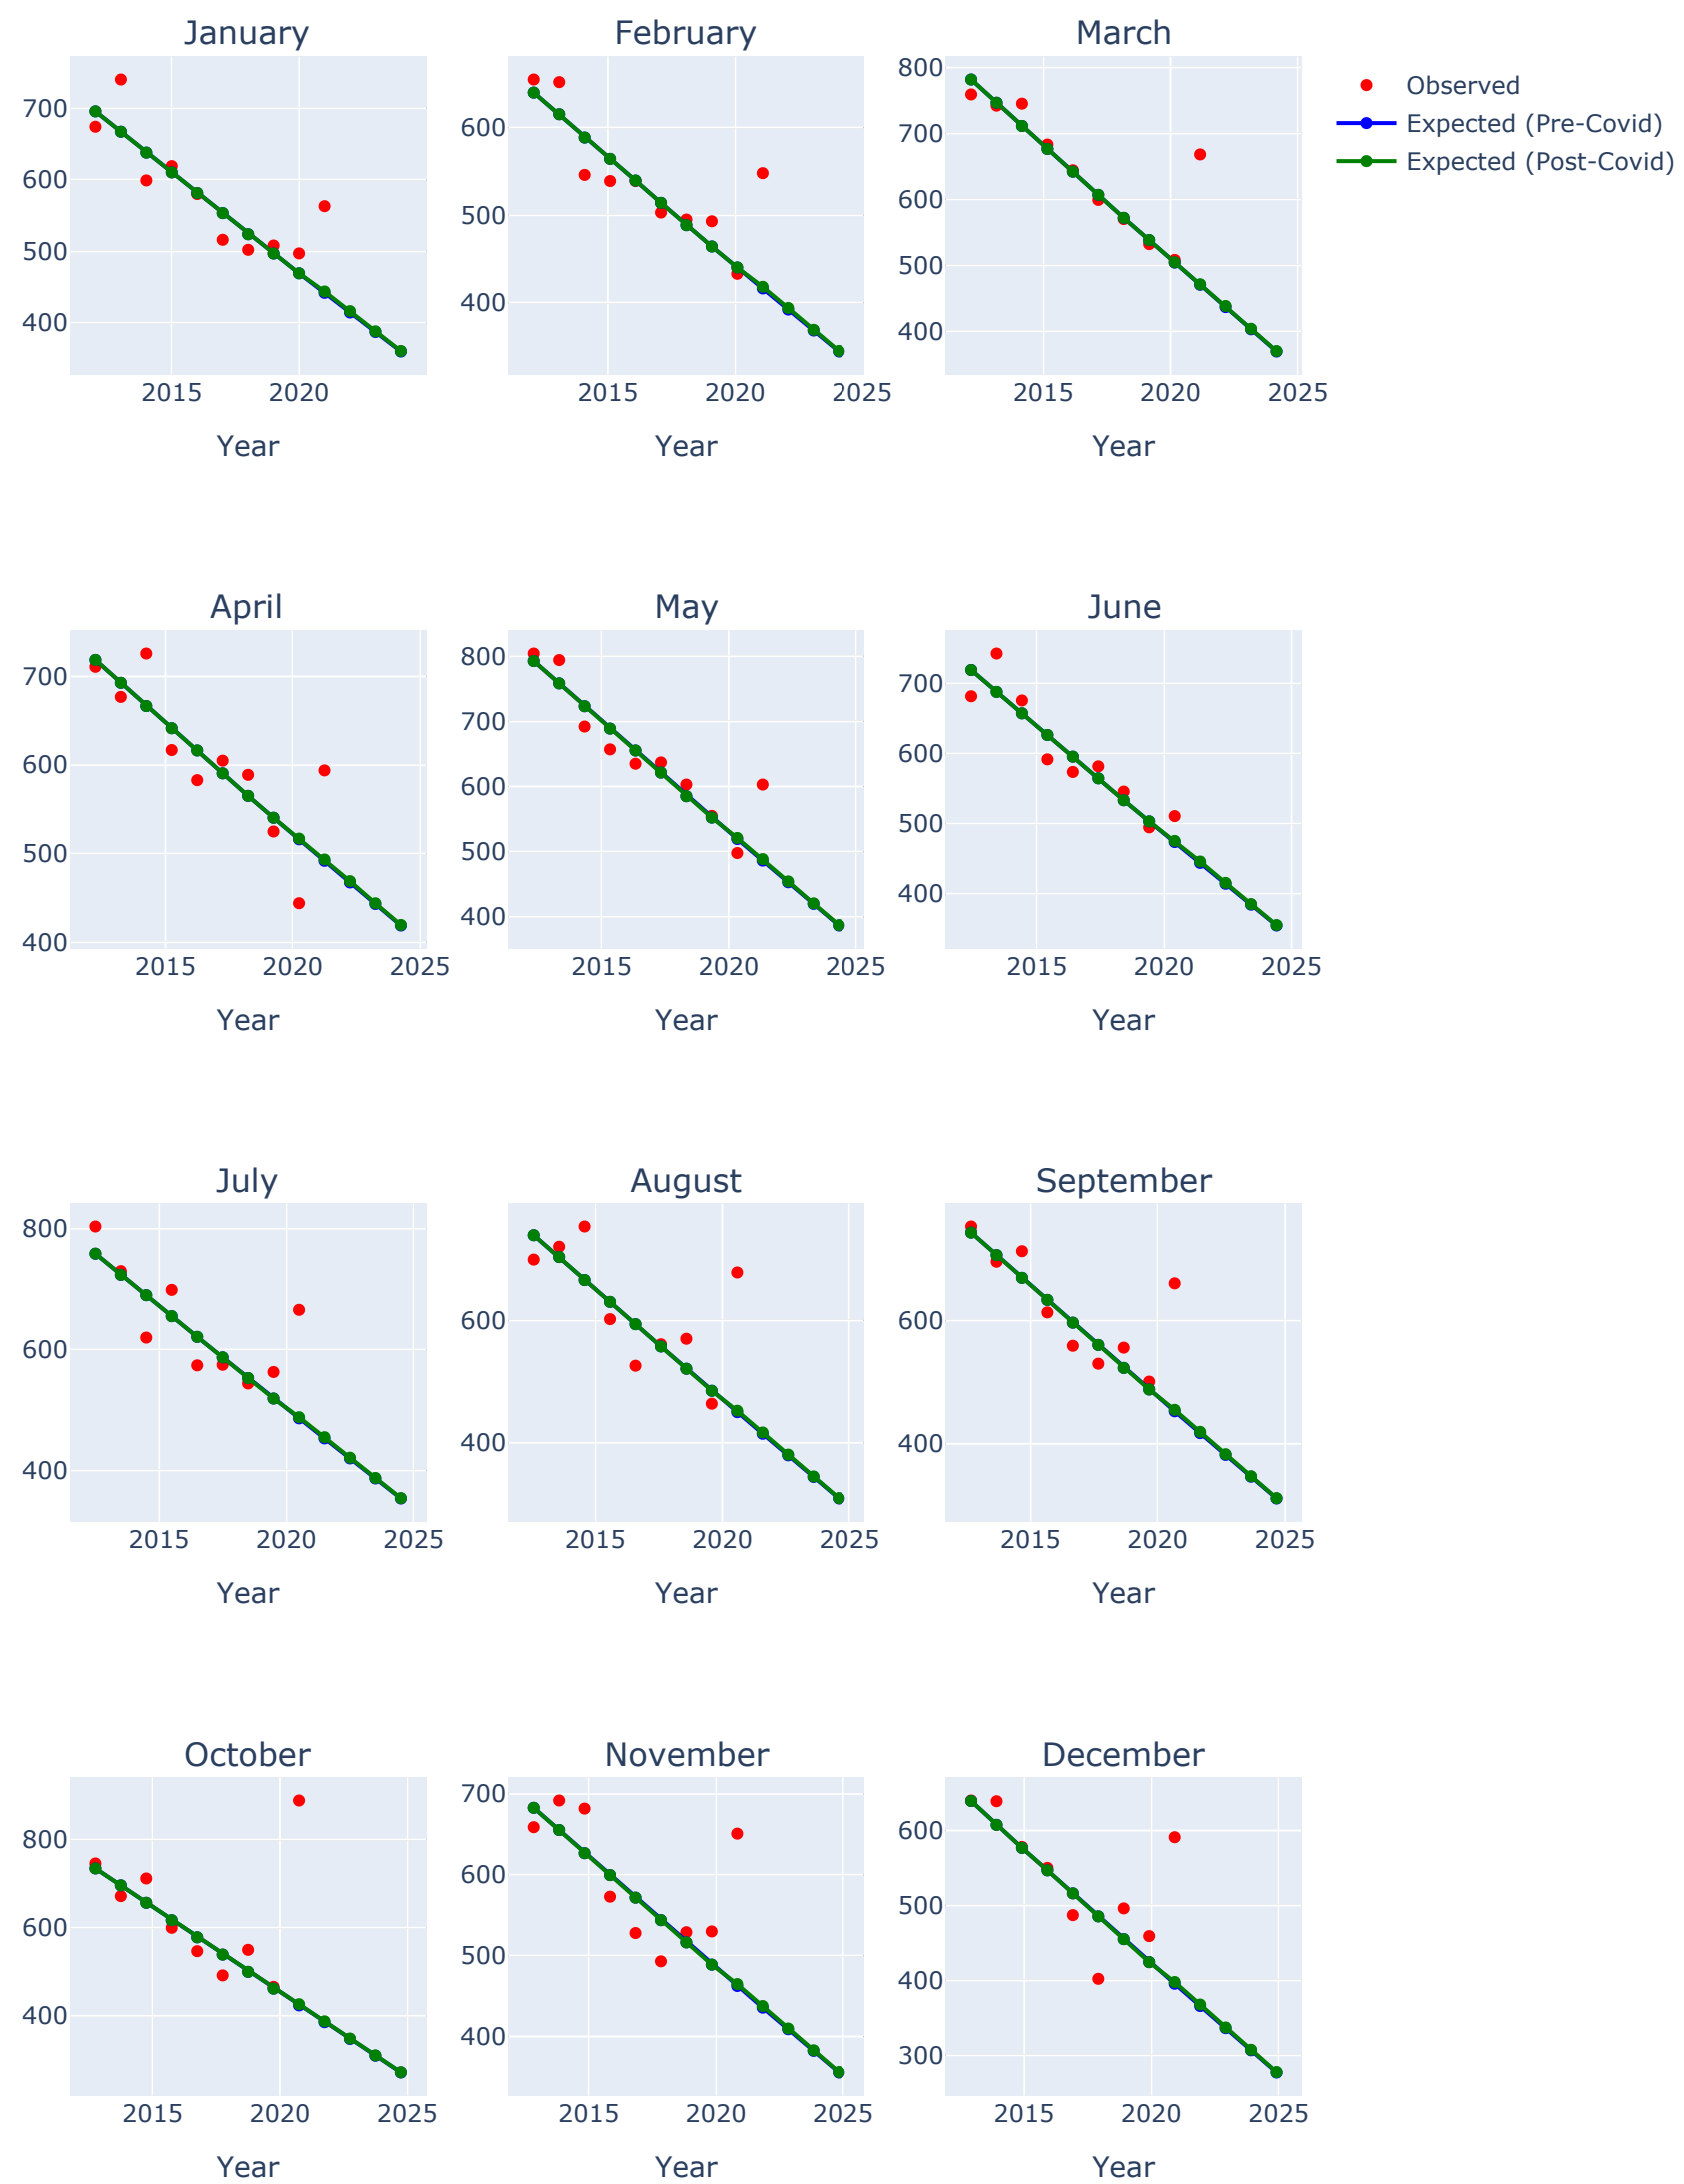 January
February
March
Observed
Expected (Pre-Covid)
Expected (Post-Covid)
700
600
500
400
2015
2020
Year
600
500
400
2015
2020
2025
Year
800
700
600
500
400
2015
2020
2025
Year
April
May
June
700
600
500
400
2015
2020
2025
Year
800
700
600
500
400
2015
2020
2025
Year
700
600
500
400
2015
2020
2025
Year
July
August
September
800
600
400
2015
2020
2025
Year
600
400
2015
2020
2025
Year
600
400
2015
2020
2025
Year
October
November
December
800
600
400
2015
2020
2025
Year
700
600
500
400
2015
2020
2025
Year
600
500
400
300
2015
2020
2025
Year